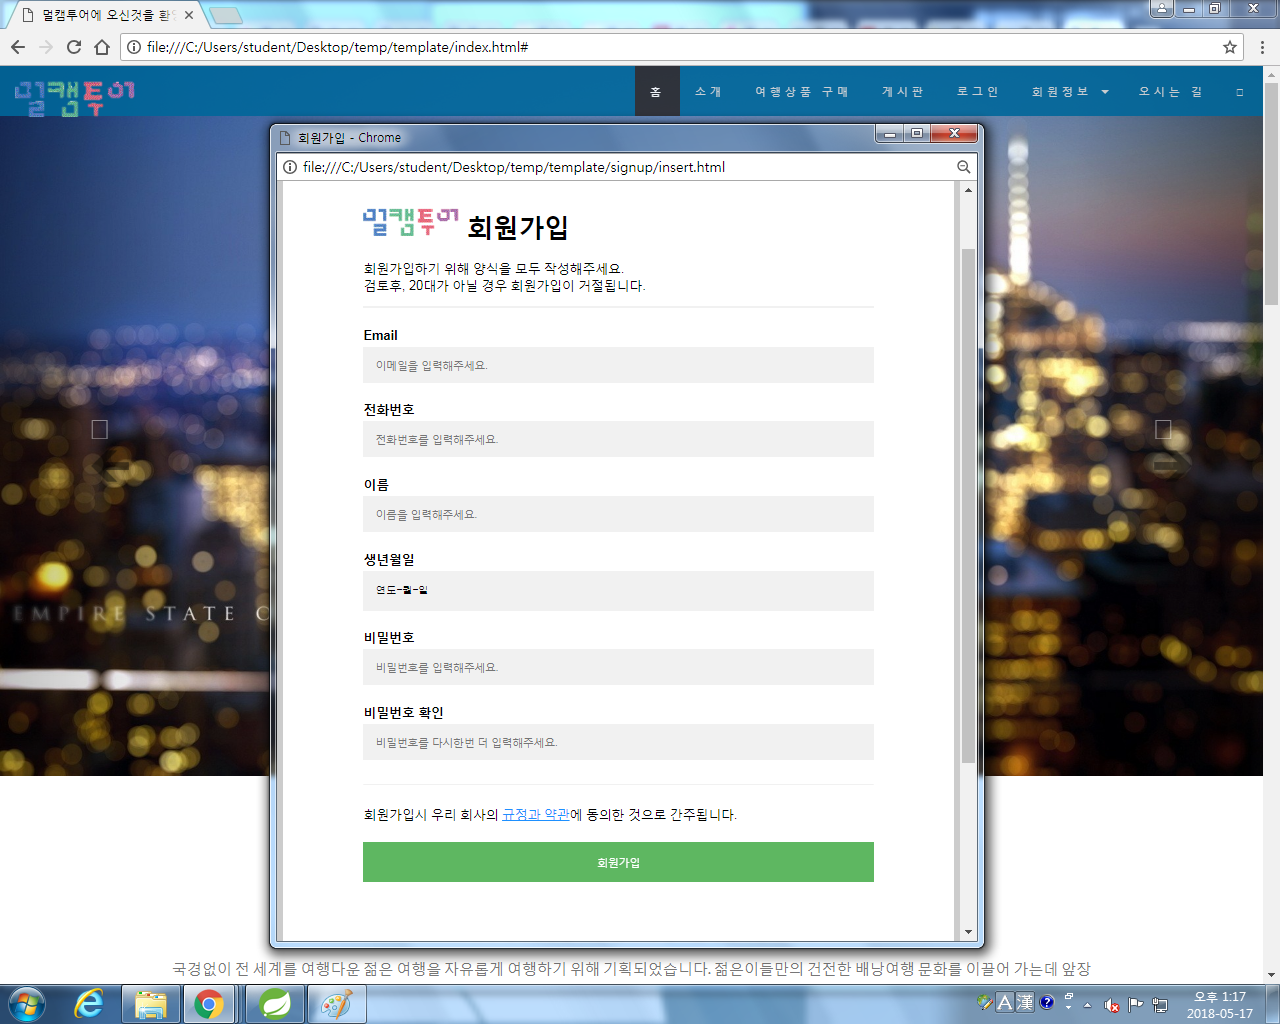 멀캠투어에 오신것을 환영
file:///C:/Users/student/Desktop/temp/template/index.html#
멀캠투어
홈 소개 여행상품 구매 게시판 로그인 회원정보 오시는 길
회원가입 - Chrome
file:///C:/Users/student/Desktop/temp/template/signup/insert.html
멀캠투어 회원가입
회원가입하기 위해 양식을 모두 작성해주세요.
검토후, 20대가 아닐 경우 회원가입이 거절됩니다.
Email
이메일을 입력해주세요.
전화번호
전화번호를 입력해주세요.
이름
이름을 입력해주세요.
생년월일
연도-월-일
EMPIRE STATE C
비밀번호
비밀번호를 입력해주세요.
비밀번호 확인
비밀번호를 다시한번 더 입력해주세요.
회원가입시 우리 회사의 규정과 약관에 동의한 것으로 간주됩니다.
회원가입
국경없이 전 세계를 여행다운 젊은 여행을 자유롭게 여행하기 위해 기획되었습니다. 젊은이들만의 건전한 배낭여행 문화를 이끌어 가는데 앞장
A 漢
오후 1:17
2018-05-17